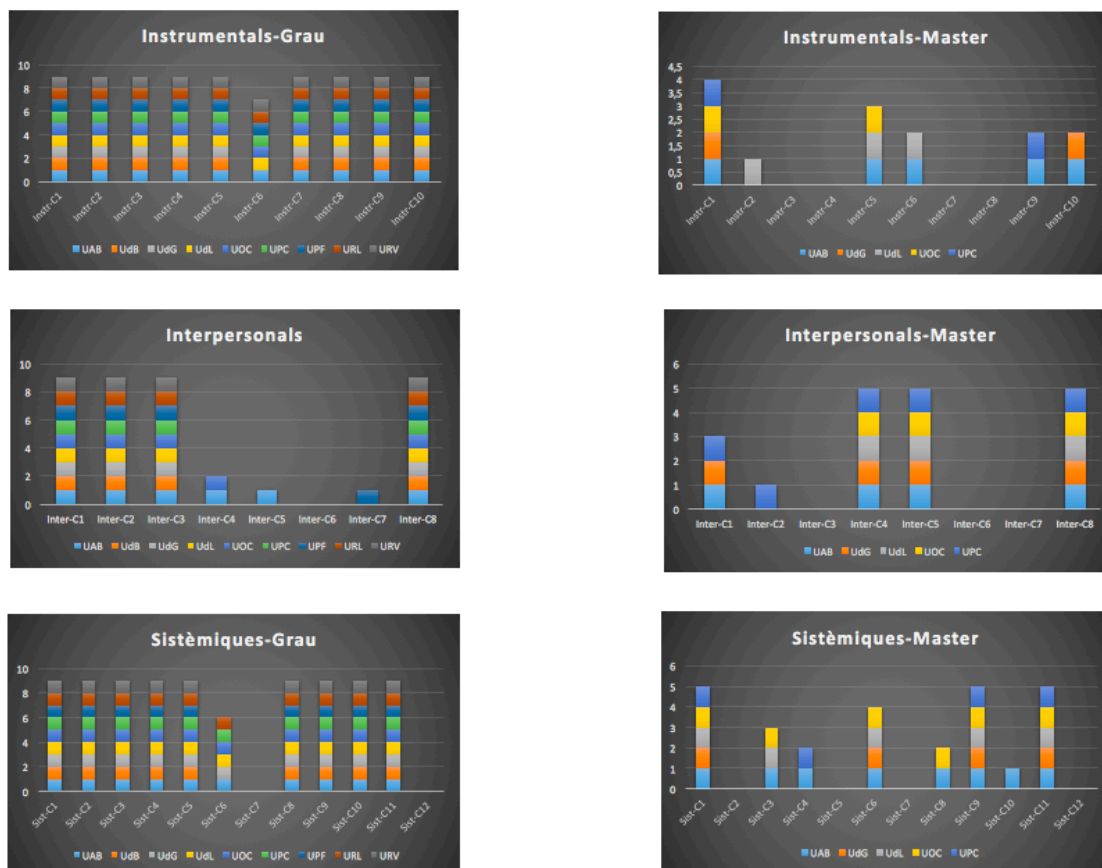 Instrumentals-Grau
10
8
6
4
2
0
Instr-C1 Instr-C2 Instr-C3 Instr-C4 Instr-C5 Instr-C6 Instr-C7 Instr-C8 Instr-C9 Instr-C10
UAB UdB UdG UdL UOC UPC UPF URL URV
Instrumentals-Master
4,5
4
3,5
3
2,5
2
1,5
1
0,5
0
Instr-C1 Instr-C2 Instr-C3 Instr-C4 Instr-C5 Instr-C6 Instr-C7 Instr-C8 Instr-C9 Instr-C10
UAB UdG UdL UOC UPC
Interpersonals
10
8
6
4
2
0
Inter-C1 Inter-C2 Inter-C3 Inter-C4 Inter-C5 Inter-C6 Inter-C7 Inter-C8
UAB UdB UdG UdL UOC UPC UPF URL URV
Interpersonals-Master
6
5
4
3
2
1
0
Inter-C1 Inter-C2 Inter-C3 Inter-C4 Inter-C5 Inter-C6 Inter-C7 Inter-C8
UAB UdG UdL UOC UPC
Sistèmiques-Grau
10
8
6
4
2
0
Sist-C1 Sist-C2 Sist-C3 Sist-C4 Sist-C5 Sist-C6 Sist-C7 Sist-C8 Sist-C9 Sist-C10 Sist-C11 Sist-C12
UAB UdB UdG UdL UOC UPC UPF URL URV
Sistèmiques-Master
6
5
4
3
2
1
0
Sist-C1 Sist-C2 Sist-C3 Sist-C4 Sist-C5 Sist-C6 Sist-C7 Sist-C8 Sist-C9 Sist-C10 Sist-C11 Sist-C12
UAB UdG UdL UOC UPC